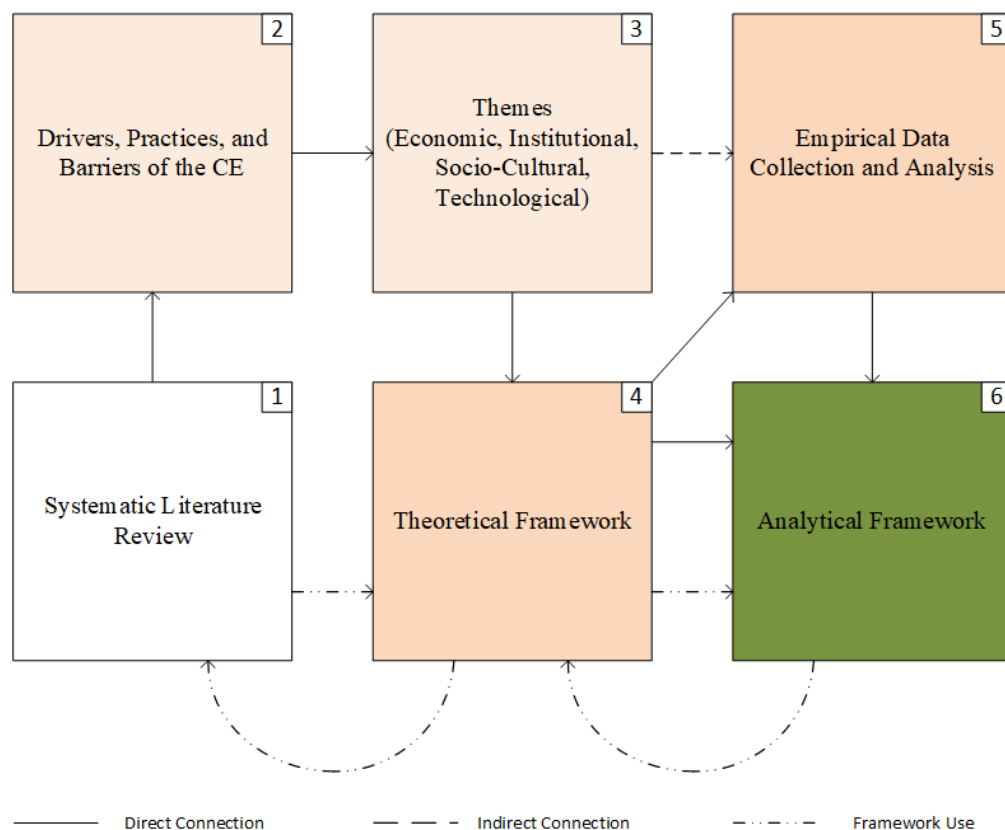 2
Drivers, Practices, and
Barriers of the CE
3
Themes
(Economic, Institutional,
Socio-Cultural,
Technological)
5
Empirical Data
Collection and Analysis
1
Systematic Literature
Review
4
Theoretical Framework
6
Analytical Framework
Direct Connection
Indirect Connection
Framework Use